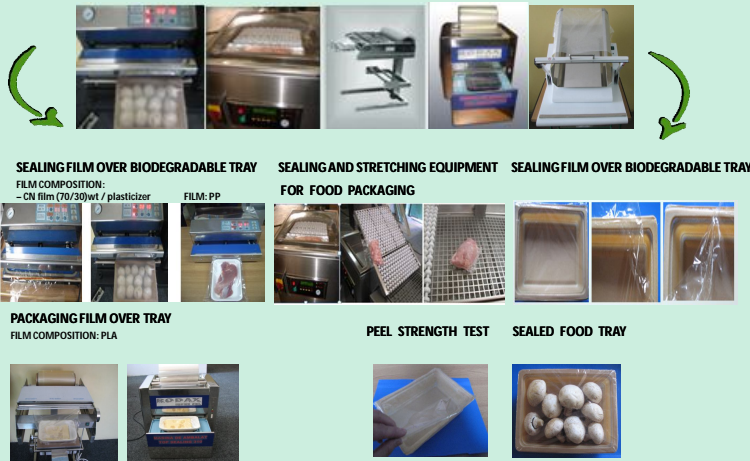 SEALING FILM OVER BIODEGRADABLE TRAY
FILM COMPOSITION:
– CN film (70/30)wt / plasticizer FILM: PP
SEALING AND STRETCHING EQUIPMENT
FOR FOOD PACKAGING
SEALING FILM OVER BIODEGRADABLE TRAY
PACKAGING FILM OVER TRAY
FILM COMPOSITION: PLA
PEEL STRENGTH TEST
SEALED FOOD TRAY
RODAX
RODAX